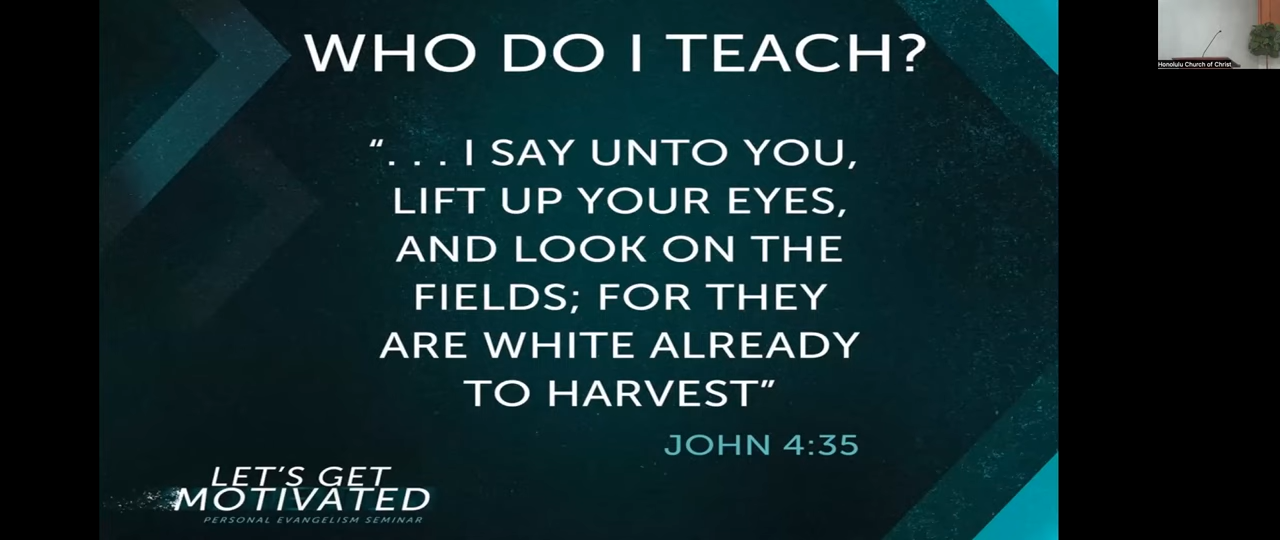 WHO DO I TEACH?
“. . . I SAY UNTO YOU,
LIFT UP YOUR EYES,
AND LOOK ON THE
FIELDS; FOR THEY
ARE WHITE ALREADY
TO HARVEST”
JOHN 4:35
LET'S GET
MOTIVATED
PERSONAL EVANGELISM SEMINAR
Honolulu Church of Christ